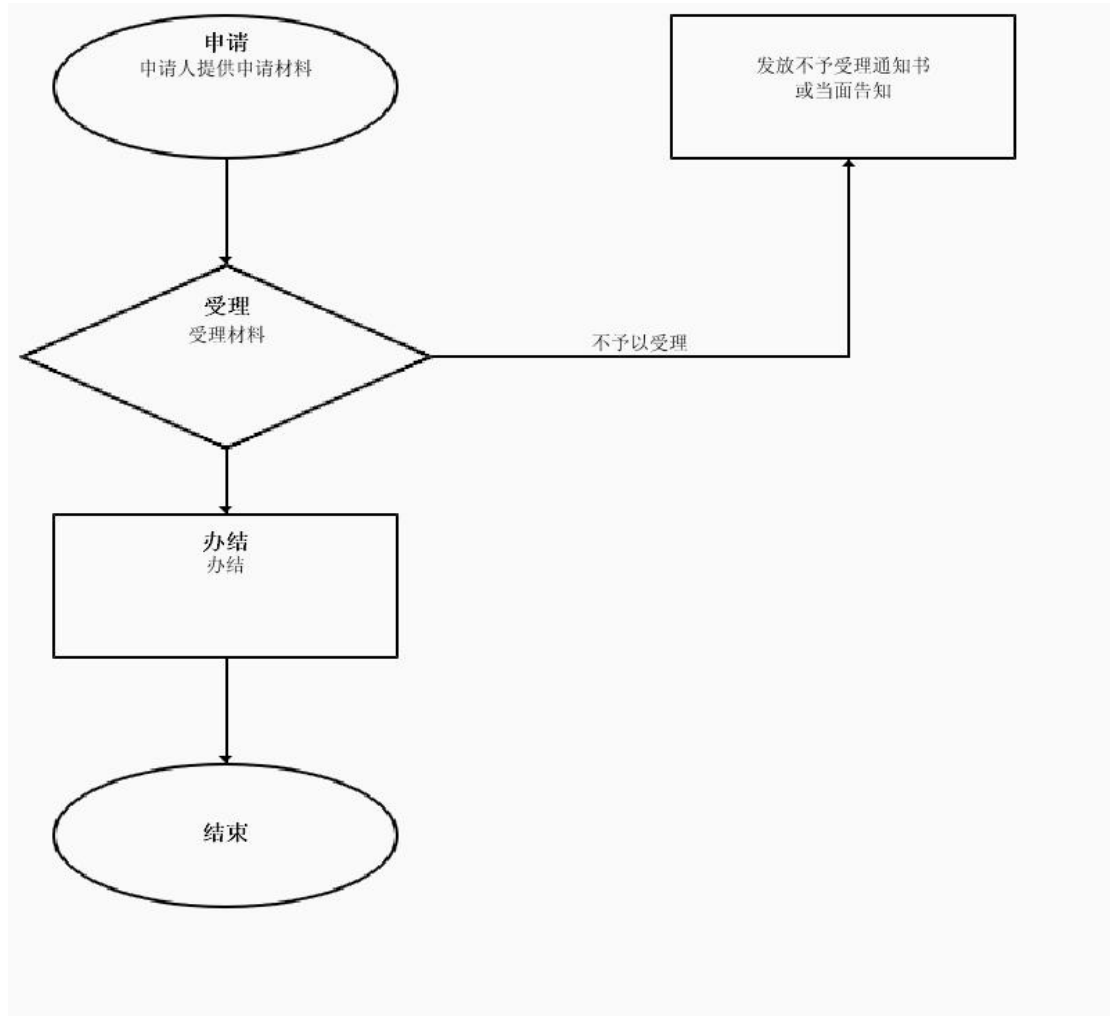 申请
申请人提供申请材料
发放不予受理通知书
或当面告知
受理
受理材料
不予以受理
办结
办结
结束